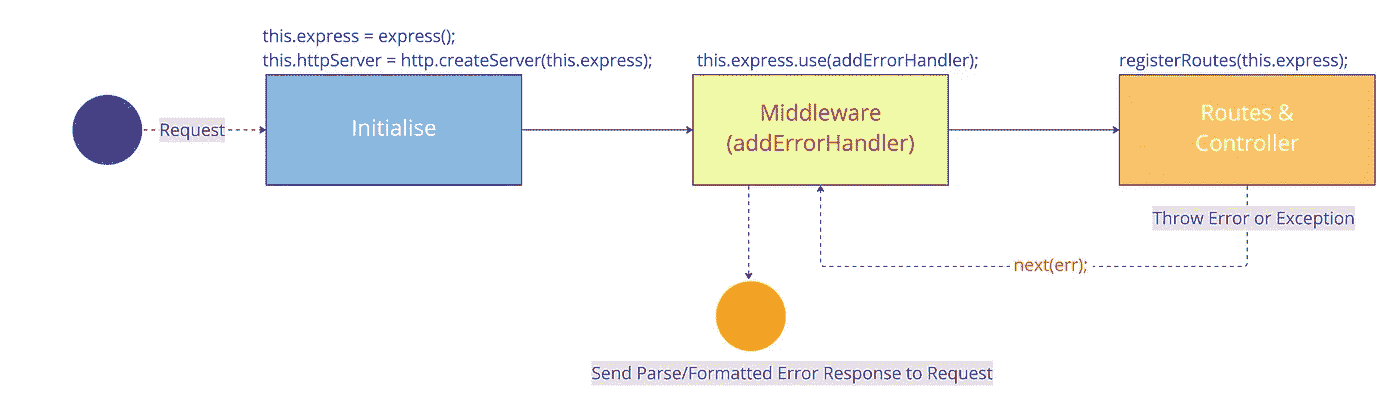 this.express = express();
this.httpServer = http.createServer(this.express);
this.express.use(addErrorHandler);
registerRoutes(this.express);
Request
Initialise
Middleware
(addErrorHandler)
Routes &
Controller
Throw Error or Exception
next(err);
Send Parse/Formatted Error Response to Request